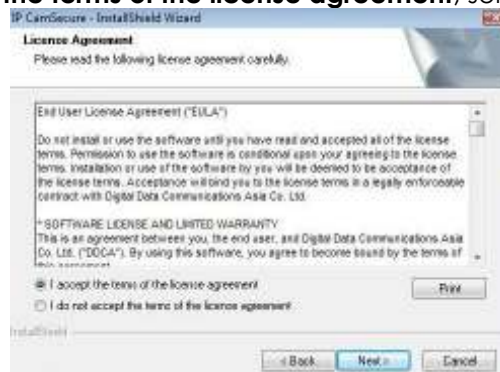 the terms of the license agreement, sel
IP CamSecure - InstallShield Wizard
License Agreement
Please read the following license agreement carefully.
End User License Agreement ("EULA")
Do not install or use the software until you have read and accepted all of the license
terms. Permission to use the software is conditional upon your agreeing to the license
terms. Installation or use of the software by you will be deemed to be acceptance of
the license terms. Acceptance will bind you to the license terms in a legally enforceable
contract with Digital Data Communications Asia Co. Ltd.
* SOFTWARE LICENSE AND LIMITED WARRANTY
This is an agreement between you, the end user, and Digital Data Communications Asia
Co. Ltd. ("DDCA"). By using this software, you agree to become bound by the terms of
this agreement.
I accept the terms of the license agreement
Print
I do not accept the terms of the license agreement
InstallShield
< Back
Next >
Cancel